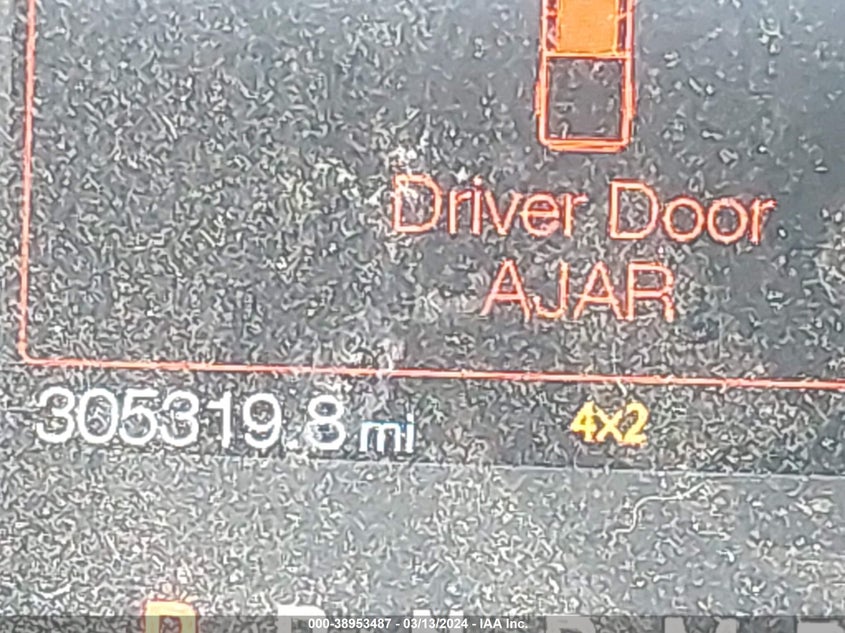 Driver Door
AJAR
305319.8 mi
4x2
000-38953487 - 03/13/2024 - IAA Inc.